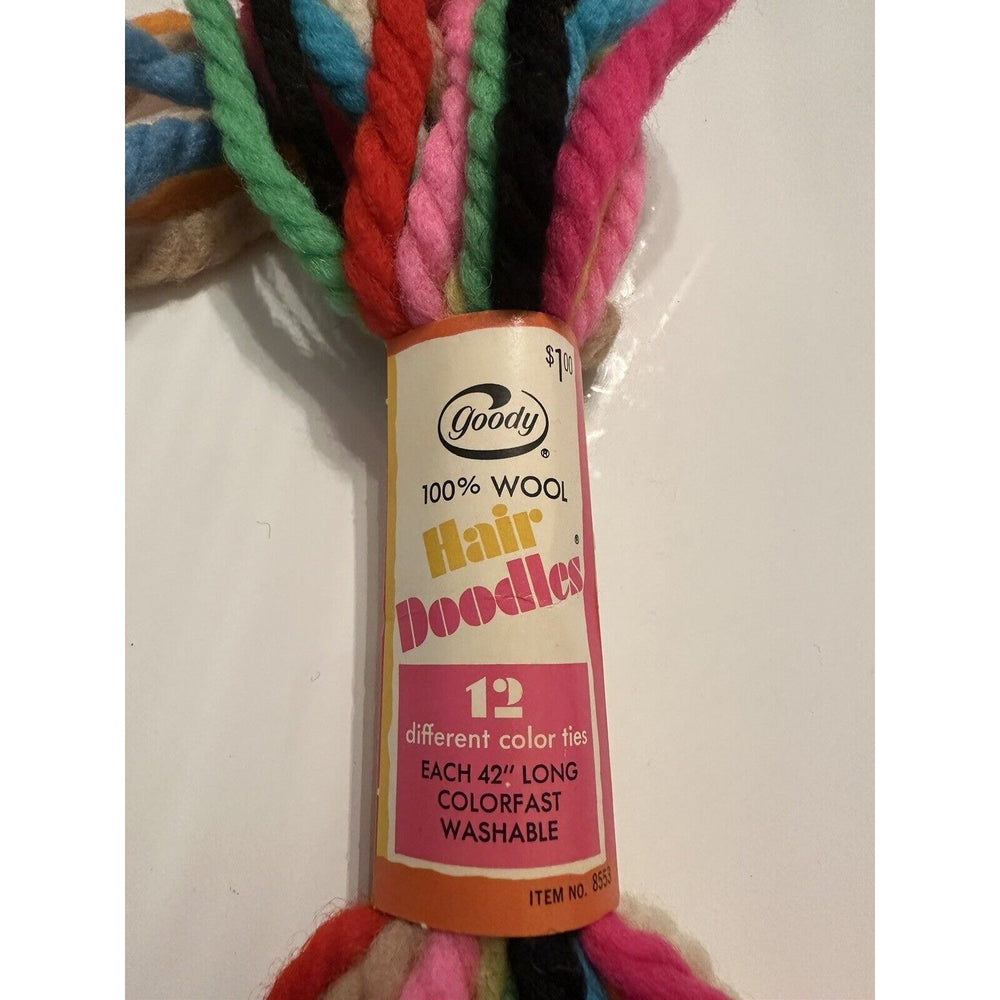 $1.00
goody®
100% WOOL
Hair
Doodles®
12
different color ties
EACH 42" LONG
COLORFAST
WASHABLE
ITEM NO. 8553